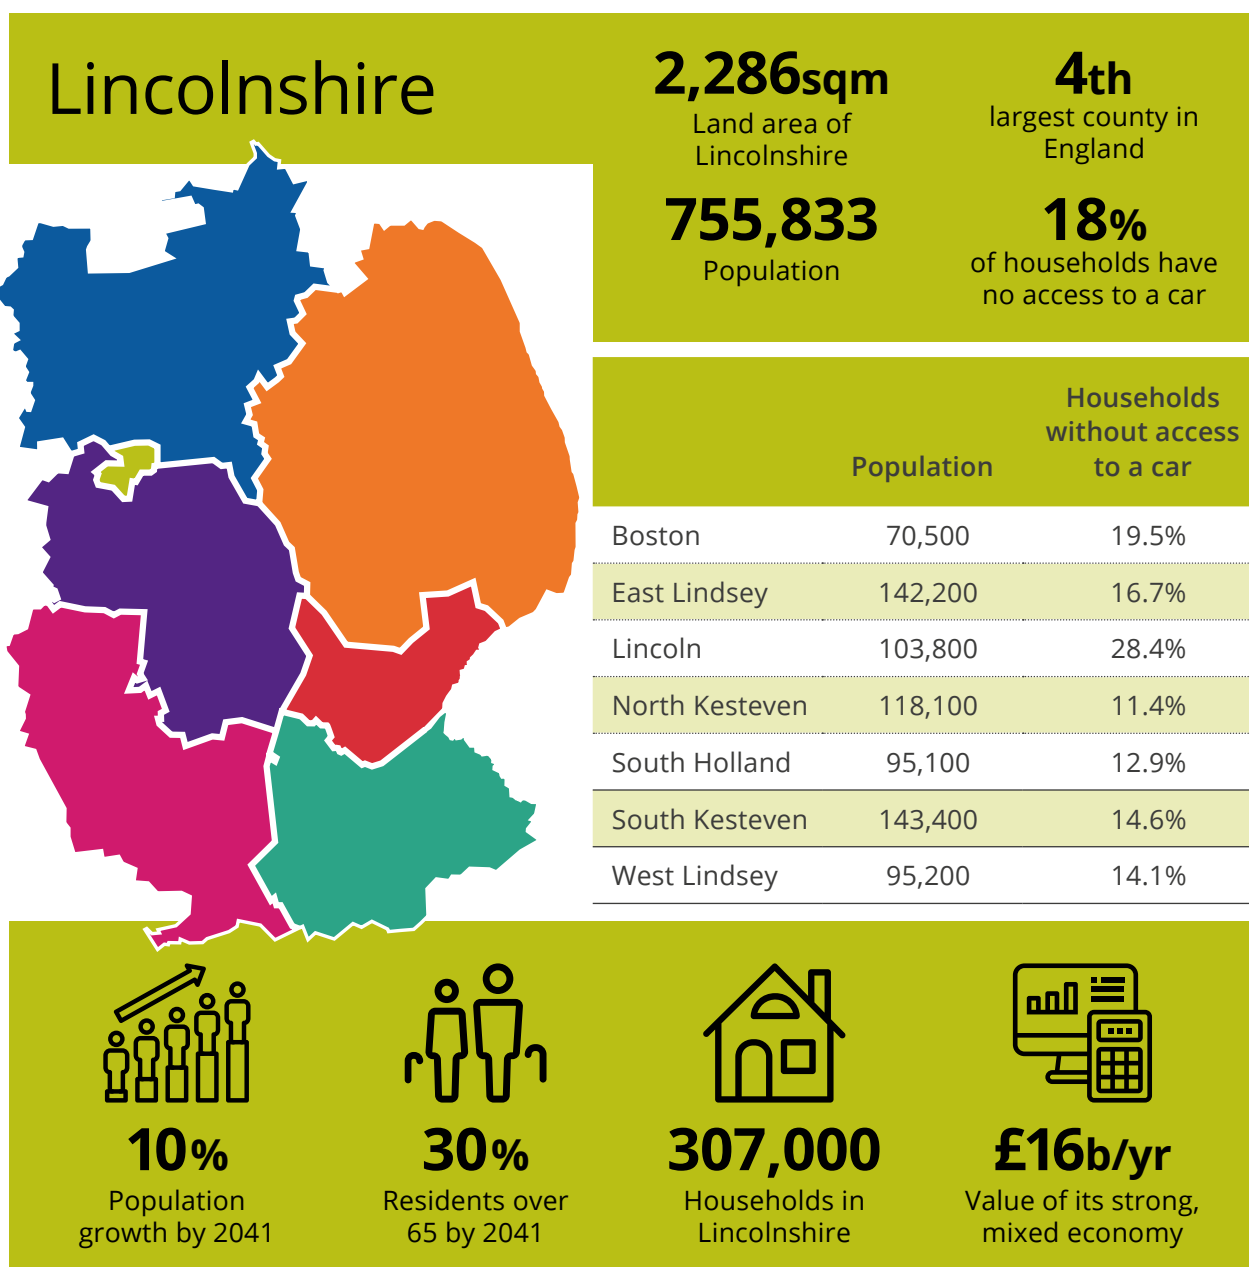 Lincolnshire
2,286sqm
Land area of
Lincolnshire
4th
largest county in
England
755,833
Population
18%
of households have
no access to a car
Population
Households
without access
to a car
Boston 70,500 19.5%
East Lindsey 142,200 16.7%
Lincoln 103,800 28.4%
North Kesteven 118,100 11.4%
South Holland 95,100 12.9%
South Kesteven 143,400 14.6%
West Lindsey 95,200 14.1%
10%
Population
growth by 2041
30%
Residents over
65 by 2041
307,000
Households in
Lincolnshire
£16b/yr
Value of its strong,
mixed economy